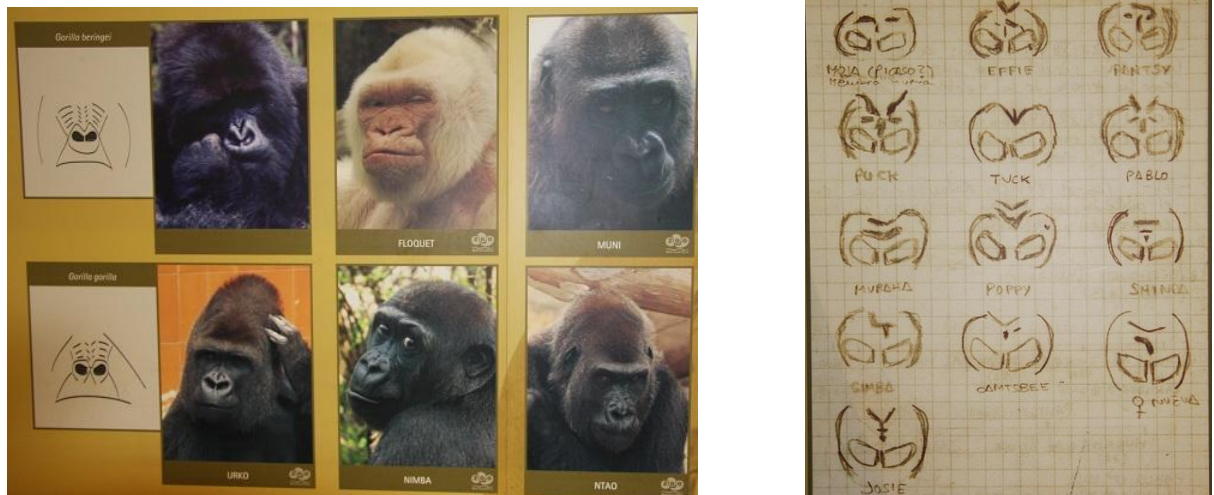 Gorilla beringei
FLOQUET
MUNI
Gorilla gorilla
URKO
NIMBA
NTAO
EFFIE
PANTSY
PUCK
TUCK
PABLO
MURAHA
POPPY
SHINDA
SIMBA
CANTSBEE
♀ NUEVA
JOSIE